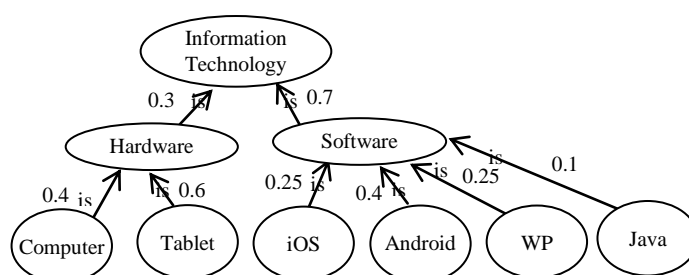 Information
Technology
0.3 is is 0.7
Hardware
Software
0.4 is is 0.6 0.25 is 0.4 is is 0.25 is 0.1
Computer
Tablet
iOS
Android
WP
Java